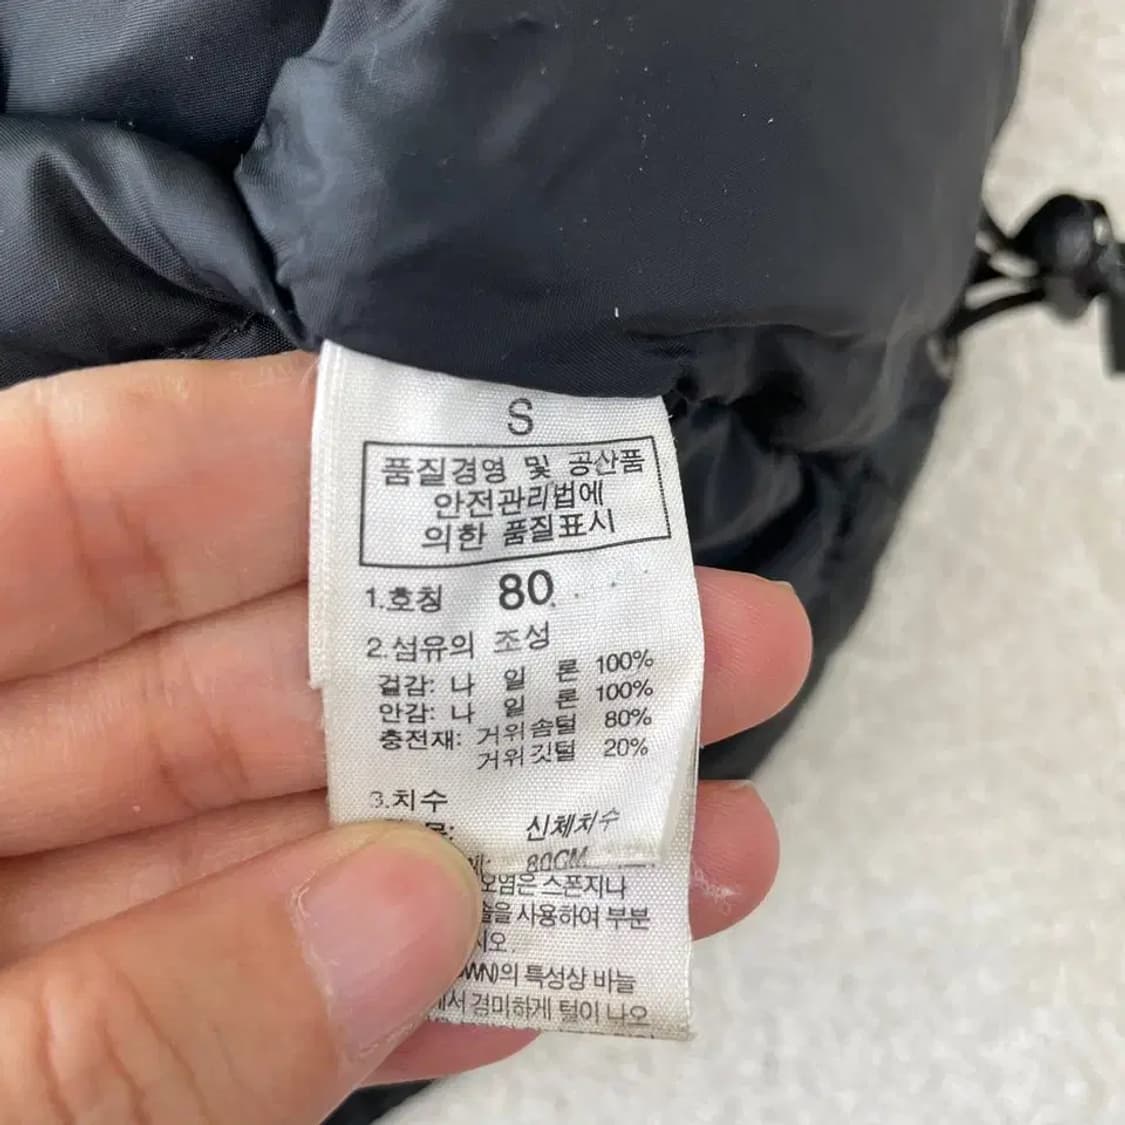 S
품질경영 및 공산품
안전관리법에
의한 품질표시
1.호칭 80
2.섬유의 조성
겉감: 나 일 론 100%
안감: 나 일 론 100%
충전재: 거위솜털 80%
거위깃털 20%
3.치수
신체치수
80CM
오염은 스폰지나
솔을 사용하여 부분
시오.
OWN)의 특성상 바늘
에서 경미하게 털이 나오